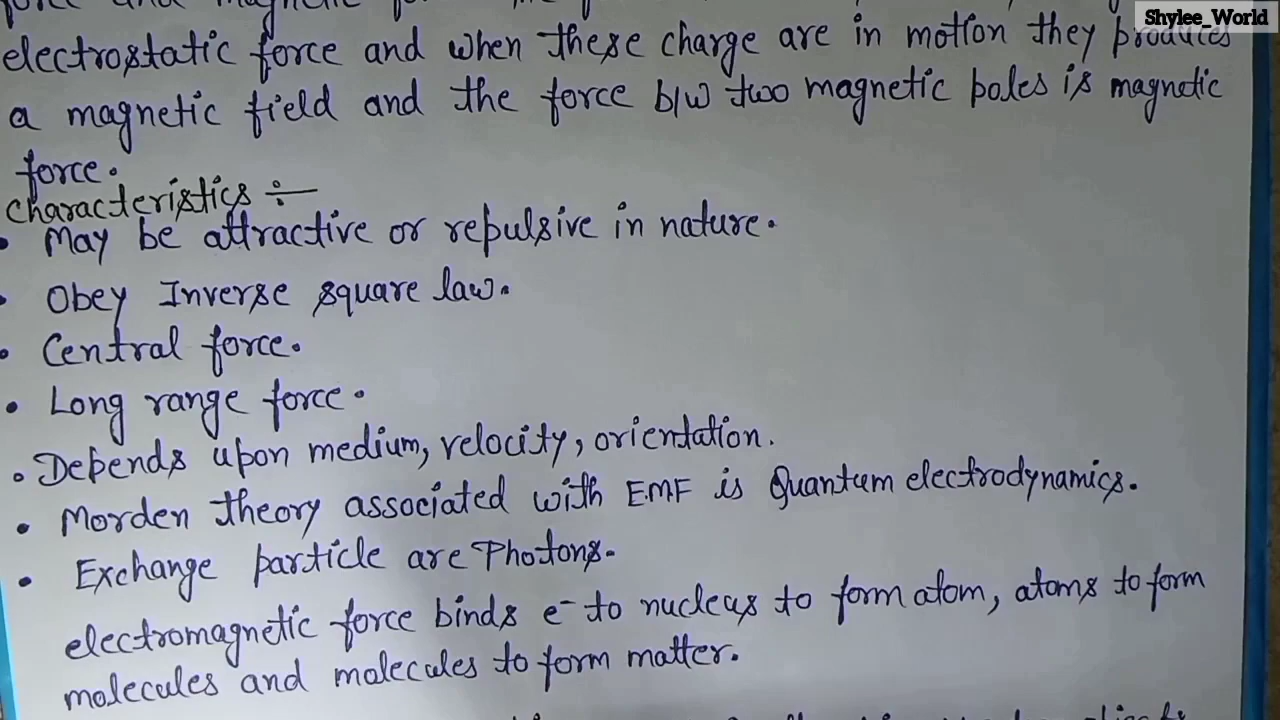 Shylee_World
force and magnetic
electrostatic force and when these charge are in motion they produces
a magnetic field and the force b/w two magnetic poles is magnetic
force.
Characteristics ÷
• May be attractive or repulsive in nature.
• Obey Inverse square law.
• Central force.
• Long range force.
• Depends upon medium, velocity, orientation.
• Morden theory associated with EMF is Quantum electrodynamics.
• Exchange particle are Photons.
electromagnetic force binds e⁻ to nucleus to form atom, atoms to form
molecules and molecules to form matter.